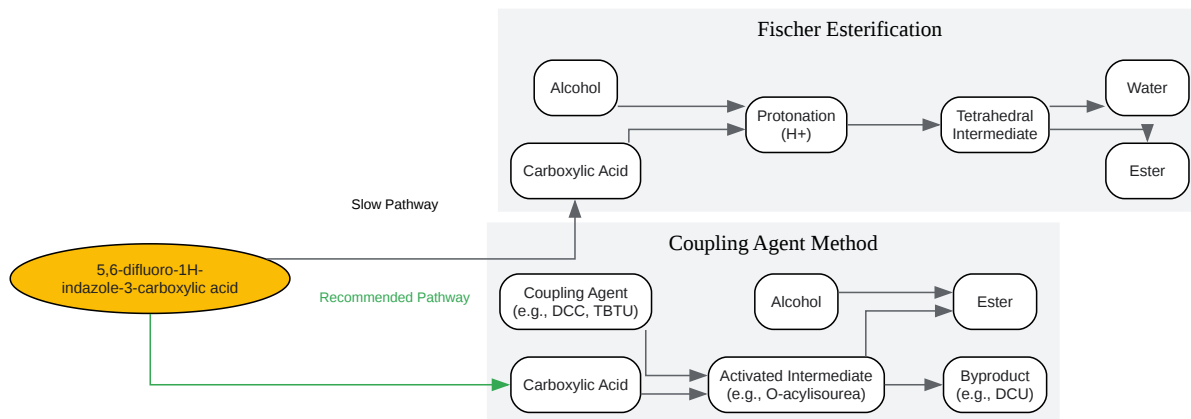 Fischer Esterification
Alcohol
Protonation
(H+)
Tetrahedral
Intermediate
Water
Carboxylic Acid
Ester
Slow Pathway
5,6-difluoro-1H-
indazole-3-carboxylic acid
Recommended Pathway
Coupling Agent Method
Coupling Agent
(e.g., DCC, TBTU)
Alcohol
Ester
Carboxylic Acid
Activated Intermediate
(e.g., O-acylisourea)
Byproduct
(e.g., DCU)